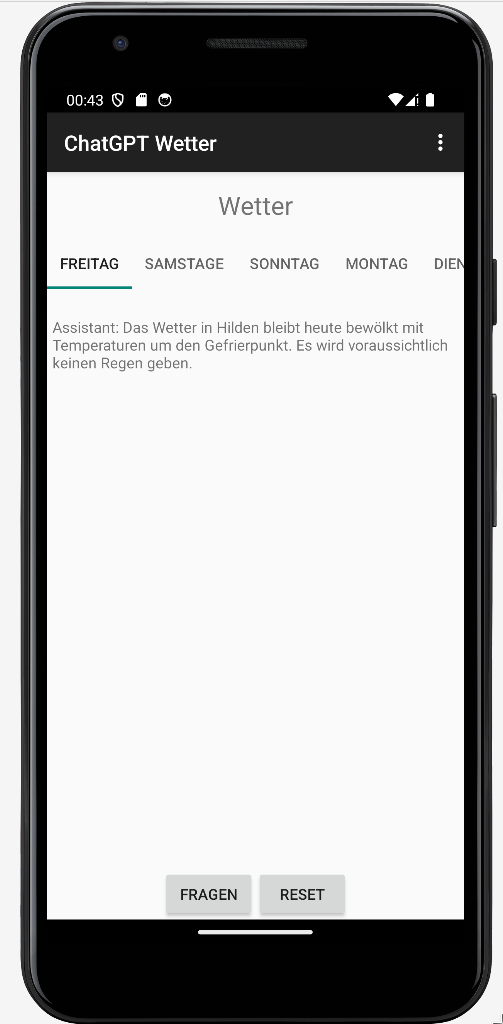 00:43
ChatGPT Wetter
Wetter
FREITAG SAMSTAGE SONNTAG MONTAG DIEN
Assistant: Das Wetter in Hilden bleibt heute bewölkt mit
Temperaturen um den Gefrierpunkt. Es wird voraussichtlich
keinen Regen geben.
FRAGEN RESET